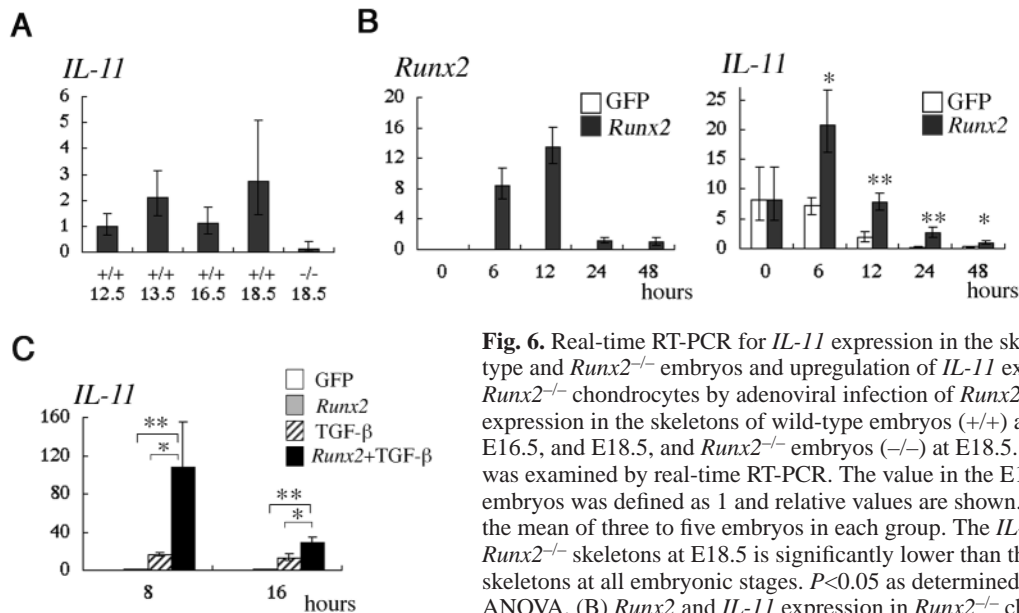 A
IL-11
6
5
4
3
2
1
0
+/+ +/+ +/+ +/+ -/-
12.5 13.5 16.5 18.5 18.5
B
Runx2
20
16
12
8
4
0
GFP
Runx2
0 6 12 24 48
hours
IL-11
25
20
15
10
5
0
GFP
Runx2
*
**
**
*
0 6 12 24 48
hours
C
IL-11
160
120
80
40
0
GFP
Runx2
TGF-β
Runx2+TGF-β
**
*
**
*
8 16
hours
Fig. 6. Real-time RT-PCR for IL-11 expression in the sk
type and Runx2–/– embryos and upregulation of IL-11 ex
Runx2–/– chondrocytes by adenoviral infection of Runx2
expression in the skeletons of wild-type embryos (+/+) a
E16.5, and E18.5, and Runx2–/– embryos (–/–) at E18.5.
was examined by real-time RT-PCR. The value in the E1
embryos was defined as 1 and relative values are shown.
the mean of three to five embryos in each group. The IL-
Runx2–/– skeletons at E18.5 is significantly lower than th
skeletons at all embryonic stages. P<0.05 as determined
ANOVA. (B) Runx2 and IL-11 expression in Runx2–/– ch